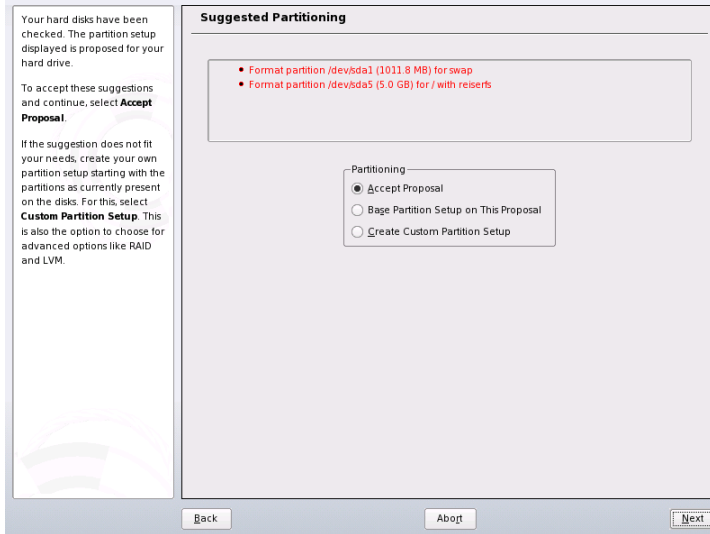 Your hard disks have been
checked. The partition setup
displayed is proposed for your
hard drive.
To accept these suggestions
and continue, select Accept
Proposal.
If the suggestion does not fit
your needs, create your own
partition setup starting with the
partitions as currently present
on the disks. For this, select
Custom Partition Setup. This
is also the option to choose for
advanced options like RAID
and LVM.
Suggested Partitioning
• Format partition /dev/sda1 (1011.8 MB) for swap
• Format partition /dev/sda5 (5.0 GB) for / with reiserfs
Partitioning
Accept Proposal
Base Partition Setup on This Proposal
Create Custom Partition Setup
Back
Abort
Next